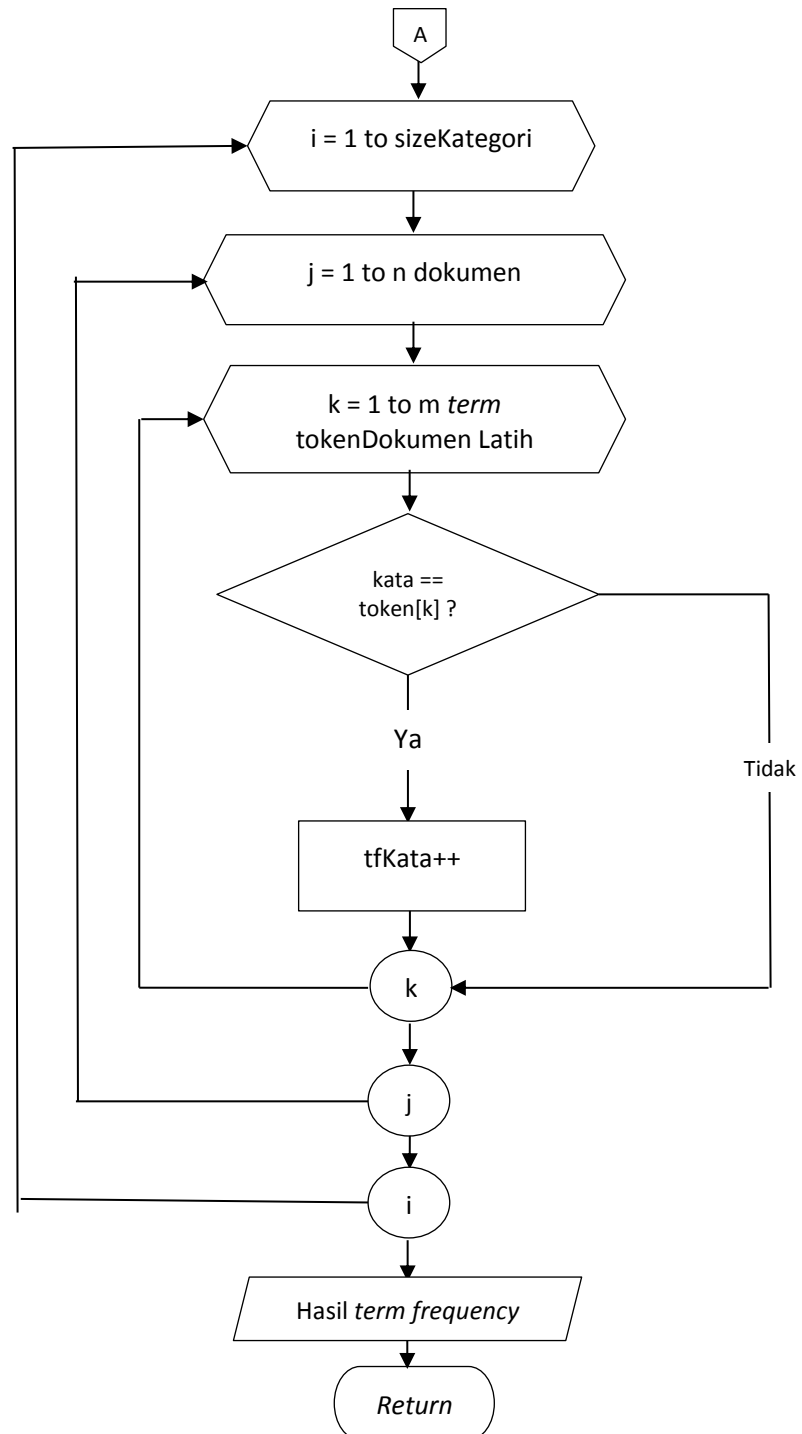 A
i = 1 to sizeKategori
j = 1 to n dokumen
k = 1 to m term
tokenDokumen Latih
kata ==
token[k] ?
Ya
Tidak
tfKata++
k
j
i
Hasil term frequency
Return